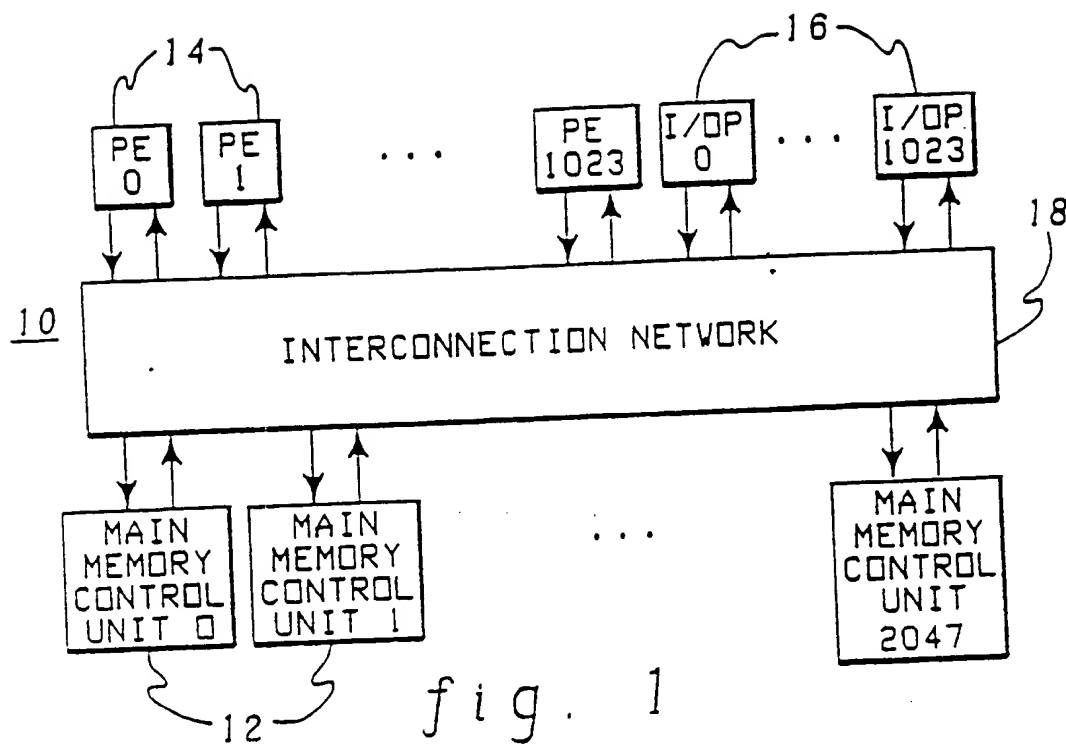 14
16
PE
0
PE
1
...
PE
1023
I/OP
0
...
I/OP
1023
18
10
INTERCONNECTION NETWORK
MAIN
MEMORY
CONTROL
UNIT 0
MAIN
MEMORY
CONTROL
UNIT 1
...
MAIN
MEMORY
CONTROL
UNIT
2047
12
fig. 1